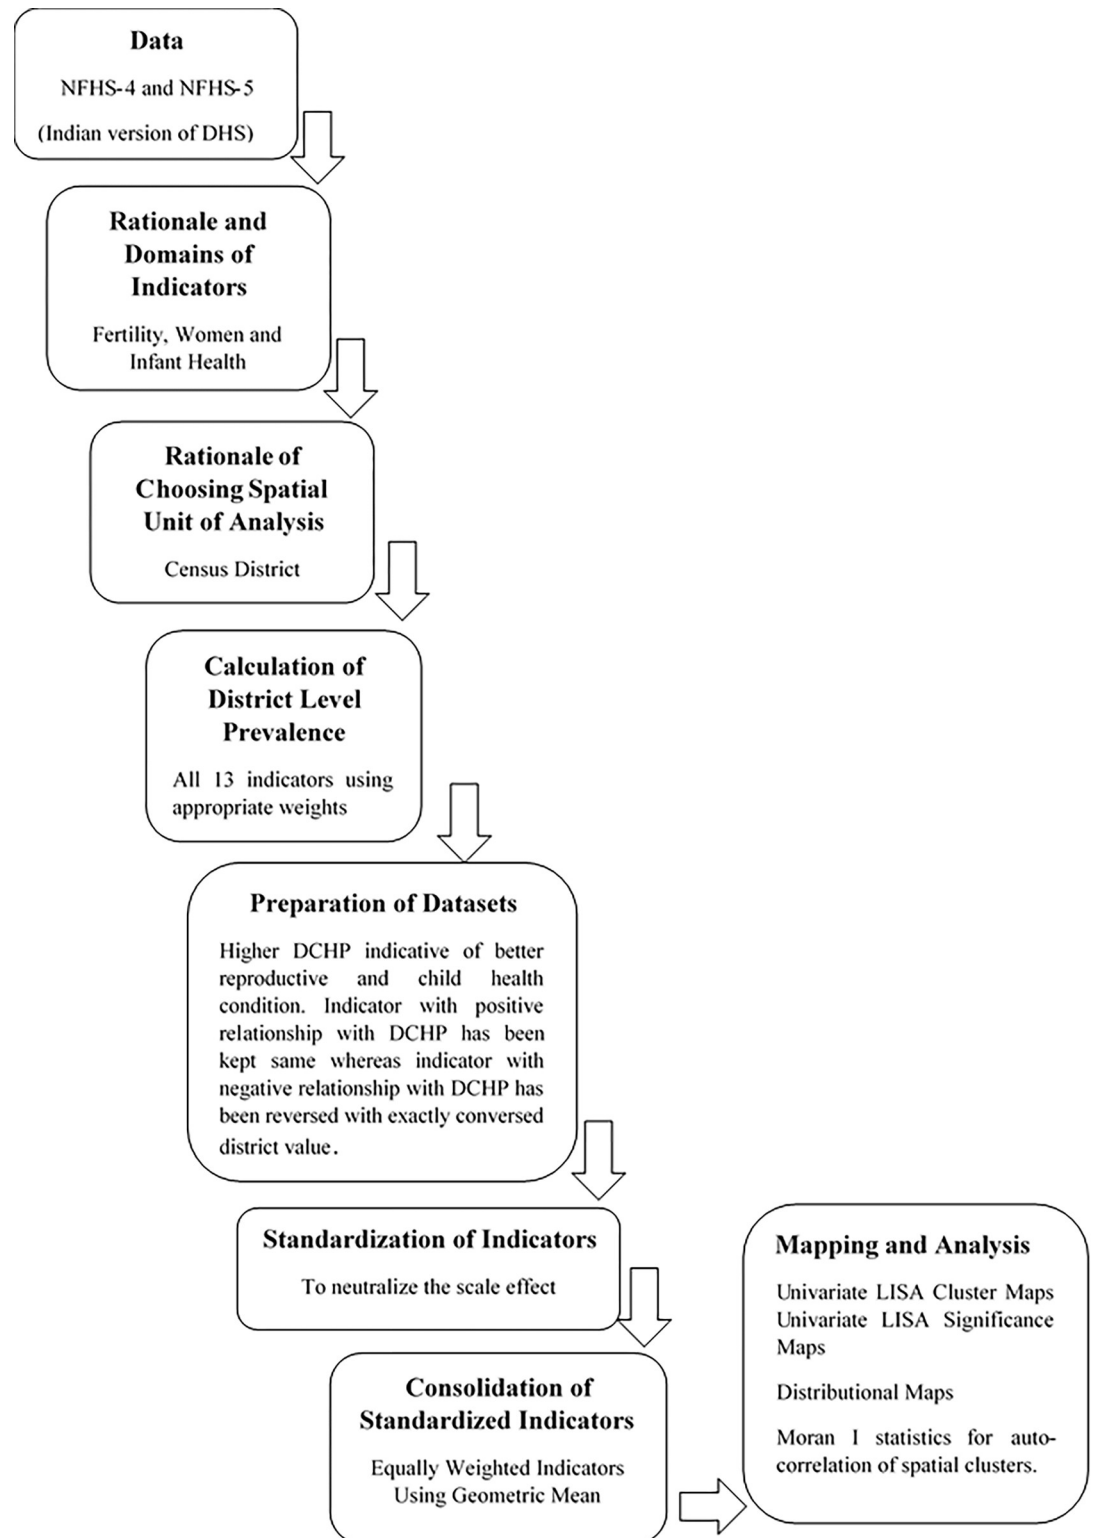 Data
NFHS-4 and NFHS-5
(Indian version of DHS)
Rationale and
Domains of
Indicators
Fertility, Women and
Infant Health
Rationale of
Choosing Spatial
Unit of Analysis
Census District
Calculation of
District Level
Prevalence
All 13 indicators using
appropriate weights
Preparation of Datasets
Higher DCHP indicative of better
reproductive and child health
condition. Indicator with positive
relationship with DCHP has been
kept same whereas indicator with
negative relationship with DCHP has
been reversed with exactly conversed
district value.
Standardization of Indicators
To neutralize the scale effect
Consolidation of
Standardized Indicators
Equally Weighted Indicators
Using Geometric Mean
Mapping and Analysis
Univariate LISA Cluster Maps
Univariate LISA Significance
Maps
Distributional Maps
Moran I statistics for auto-
correlation of spatial clusters.